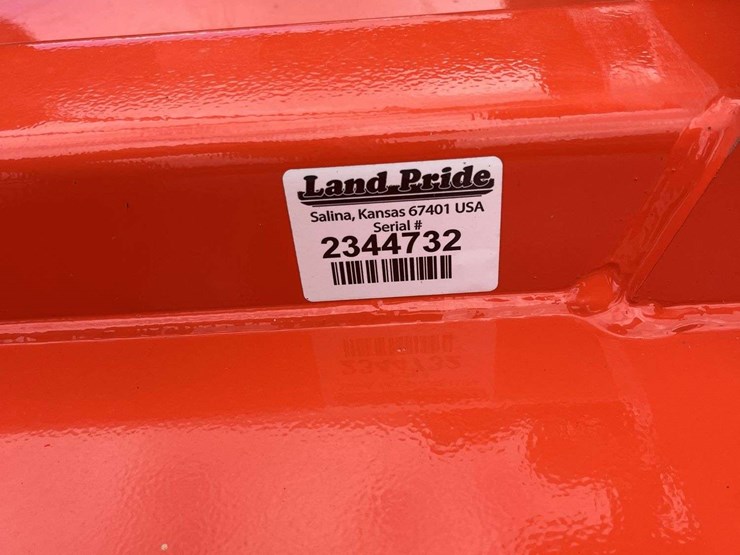 Land Pride
Salina, Kansas 67401 USA
Serial #
2344732